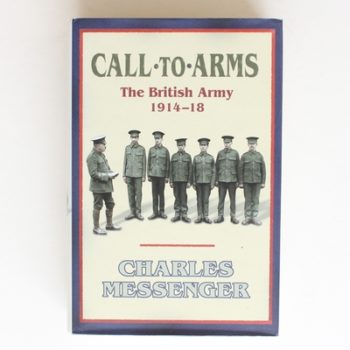 CALL·TO·ARMS
The British Army
1914–18
CHARLES
MESSENGER